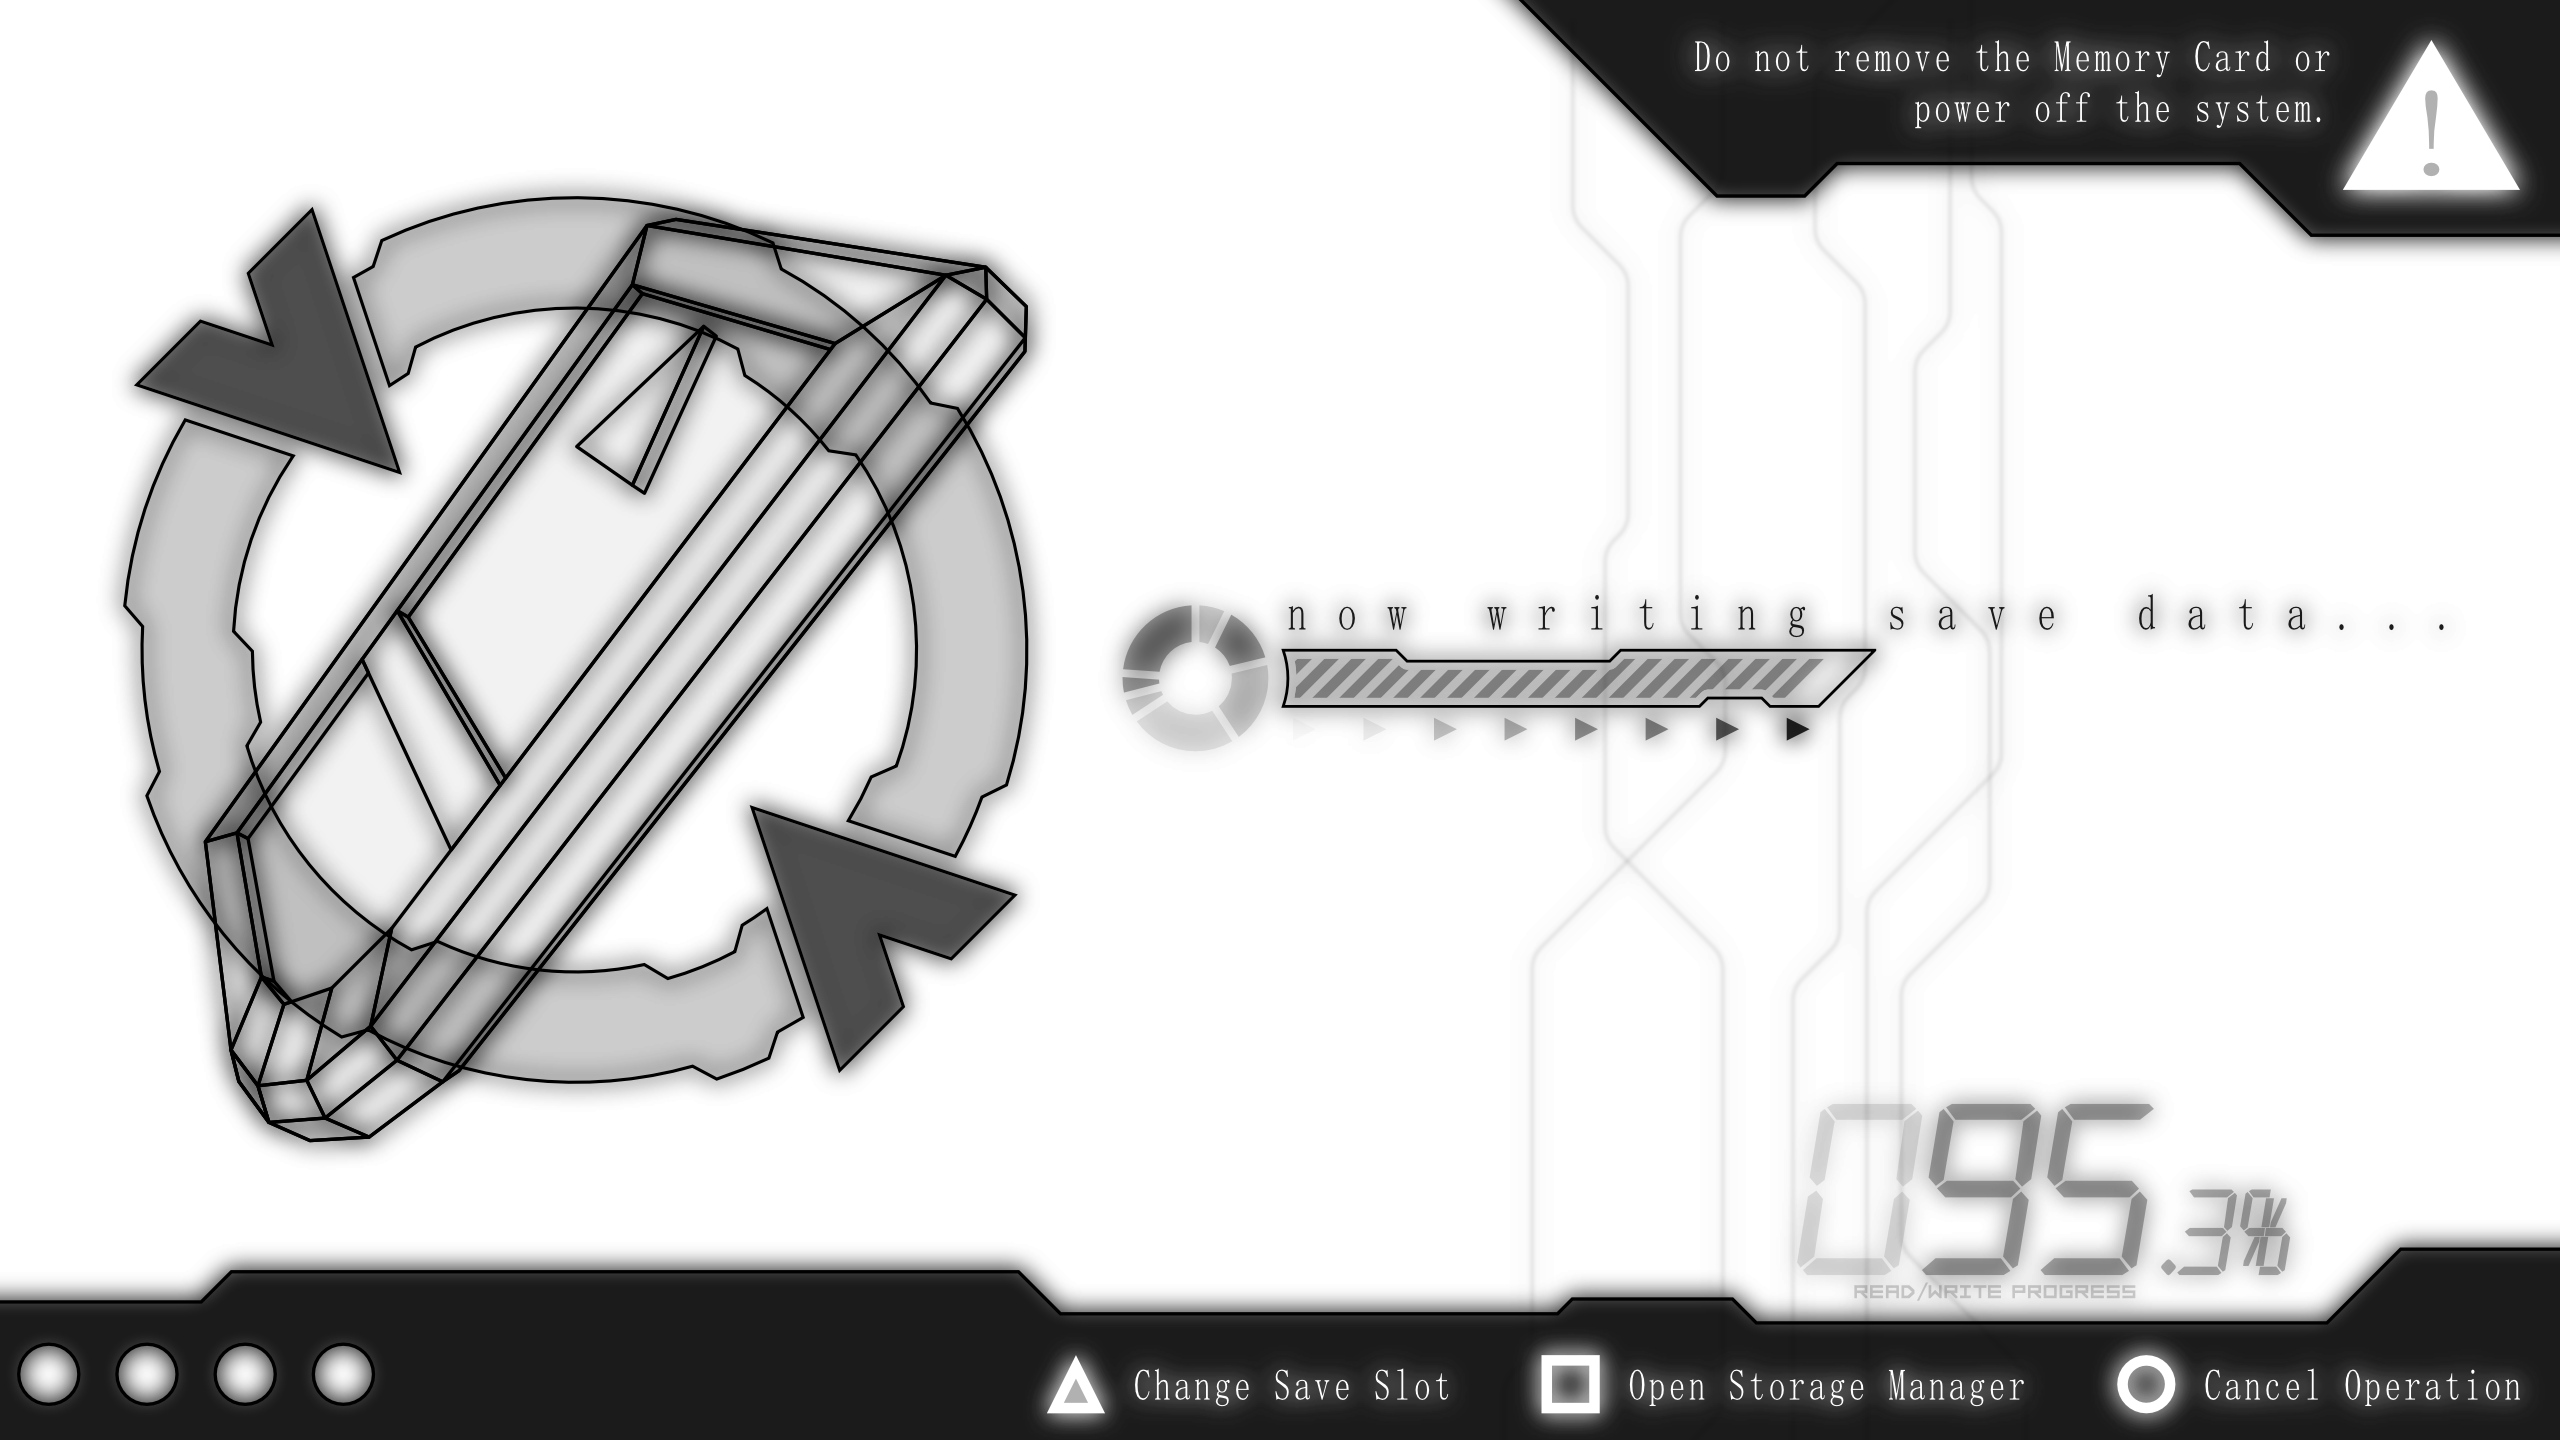 Do not remove the Memory Card or
power off the system.
!
now writing save data...
095.3%
READ/WRITE PROGRESS
Change Save Slot
Open Storage Manager
Cancel Operation